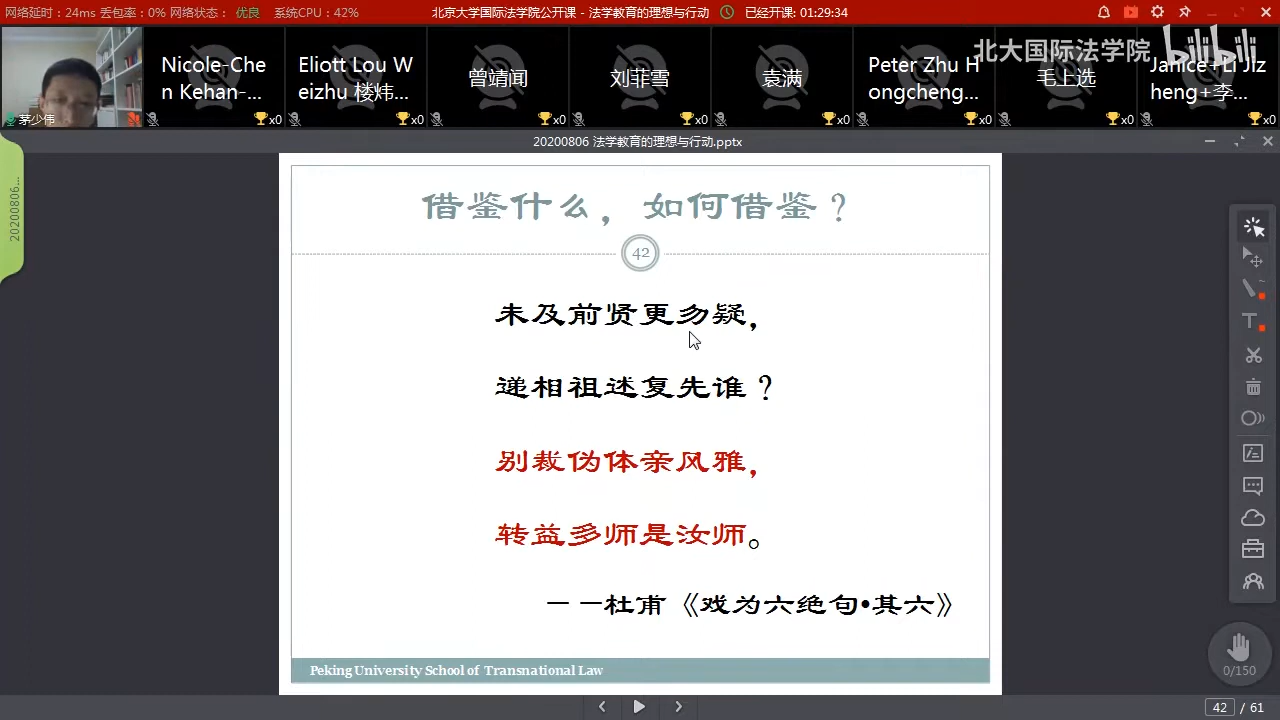 网络延时：24ms 丢包率：0% 网络状态： 优良 系统CPU：42%
北京大学国际法学院公开课 - 法学教育的理想与行动 已经开课: 01:29:34
北大国际法学院 bilibili
茅少伟
Nicole-Che
n Kehan-...
x0
Eliott Lou W
eizhu 楼炜...
x0
曾靖闻
x0
刘菲雪
x0
袁满
x0
Peter Zhu H
ongcheng...
x0
毛上选
x0
Janice+Li Jiz
heng+李...
x0
20200806 法学教育的理想与行动.pptx
20200806...
借鉴什么，如何借鉴？
42
未及前贤更勿疑，
递相祖述复先谁？
别裁伪体亲风雅，
转益多师是汝师。
——杜甫《戏为六绝句•其六》
Peking University School of Transnational Law
0/150
42 / 61